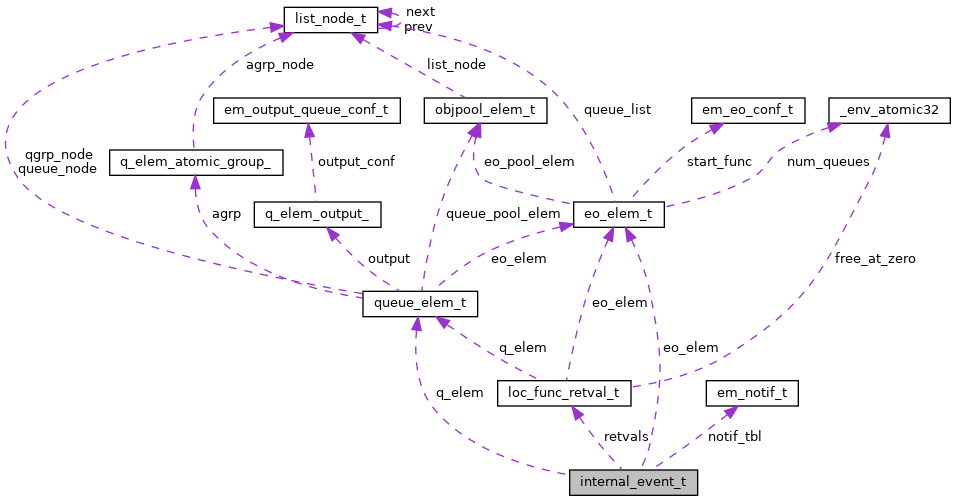 next
list_node_t
prev
agrp_node
list_node
em_output_queue_conf_t
objpool_elem_t
queue_list
em_eo_conf_t
_env_atomic32
qgrp_node
queue_node
q_elem_atomic_group_
output_conf
eo_pool_elem
start_func
num_queues
agrp
q_elem_output_
queue_pool_elem
eo_elem_t
output
eo_elem
free_at_zero
queue_elem_t
eo_elem
q_elem
eo_elem
q_elem
loc_func_retval_t
em_notif_t
retvals
notif_tbl
internal_event_t